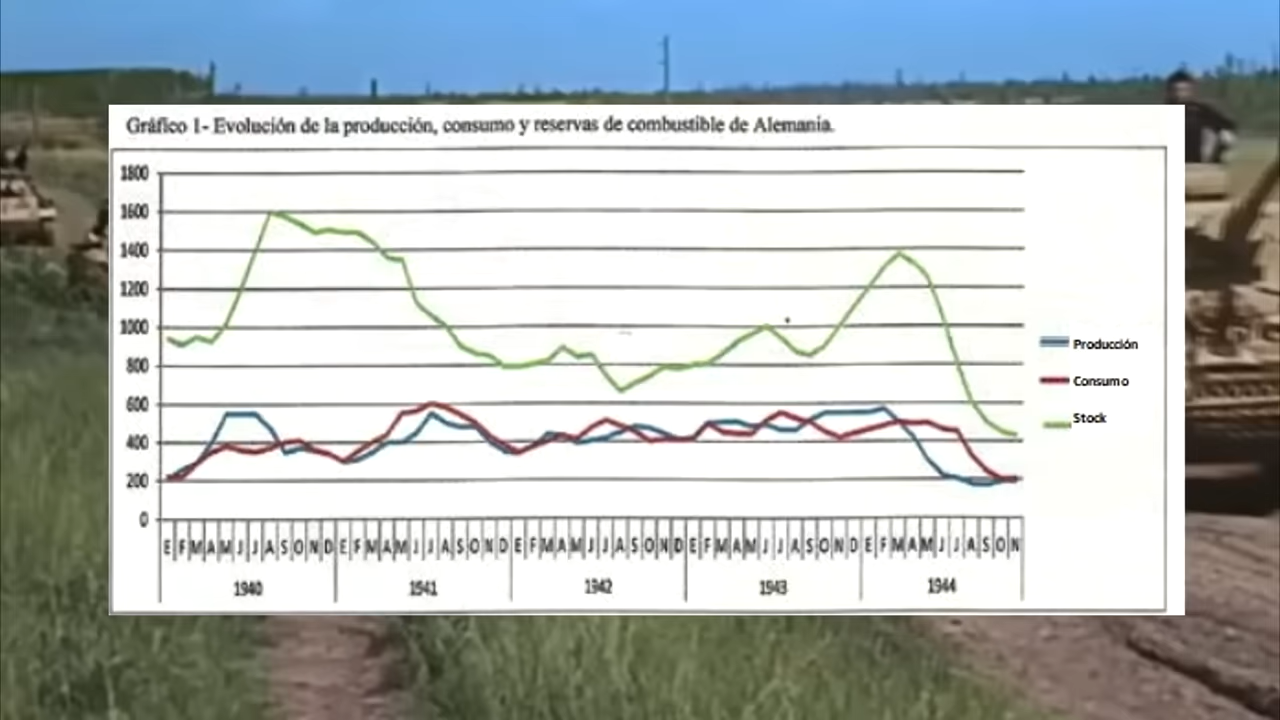 Gráfico 1- Evolución de la producción, consumo y reservas de combustible de Alemania.
1800
1600
1400
1200
1000
800
600
400
200
0
Producción
Consumo
Stock
E F M A M J J A S O N D E F M A M J J A S O N D E F M A M J J A S O N D E F M A M J J A S O N D E F M A M J J A S O N
1940 1941 1942 1943 1944